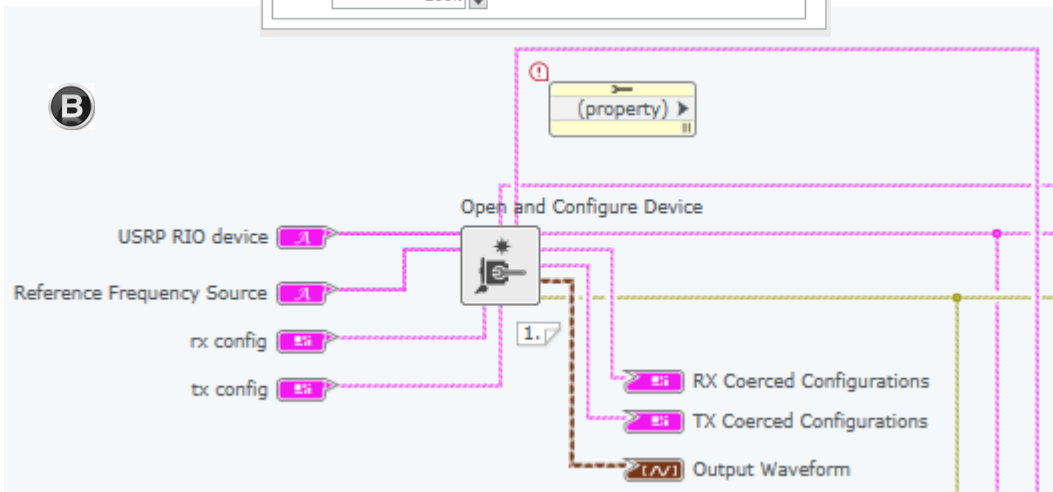 B
(property)
Open and Configure Device
USRP RIO device
Reference Frequency Source
rx config
1.
tx config
RX Coerced Configurations
TX Coerced Configurations
Output Waveform